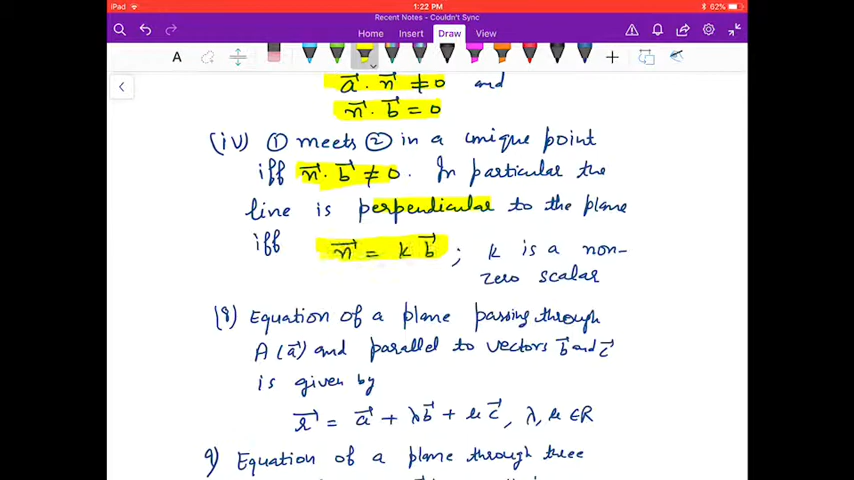 iPad
1:22 PM
62%
Recent Notes - Couldn't Sync
Home Insert Draw View
A
a⃗ · n⃗ ≠ 0 and
n⃗ · b⃗ = 0
(iv) ① meets ② in a unique point
iff n⃗ · b⃗ ≠ 0. In particular the
line is perpendicular to the plane
iff n⃗ = k b⃗ ; k is a non-
zero scalar
(8) Equation of a plane passing through
A (a⃗) and parallel to vectors b⃗ and c⃗
is given by
r⃗ = a⃗ + λb⃗ + μ c⃗, λ, μ ∈ R
9) Equation of a plane through three